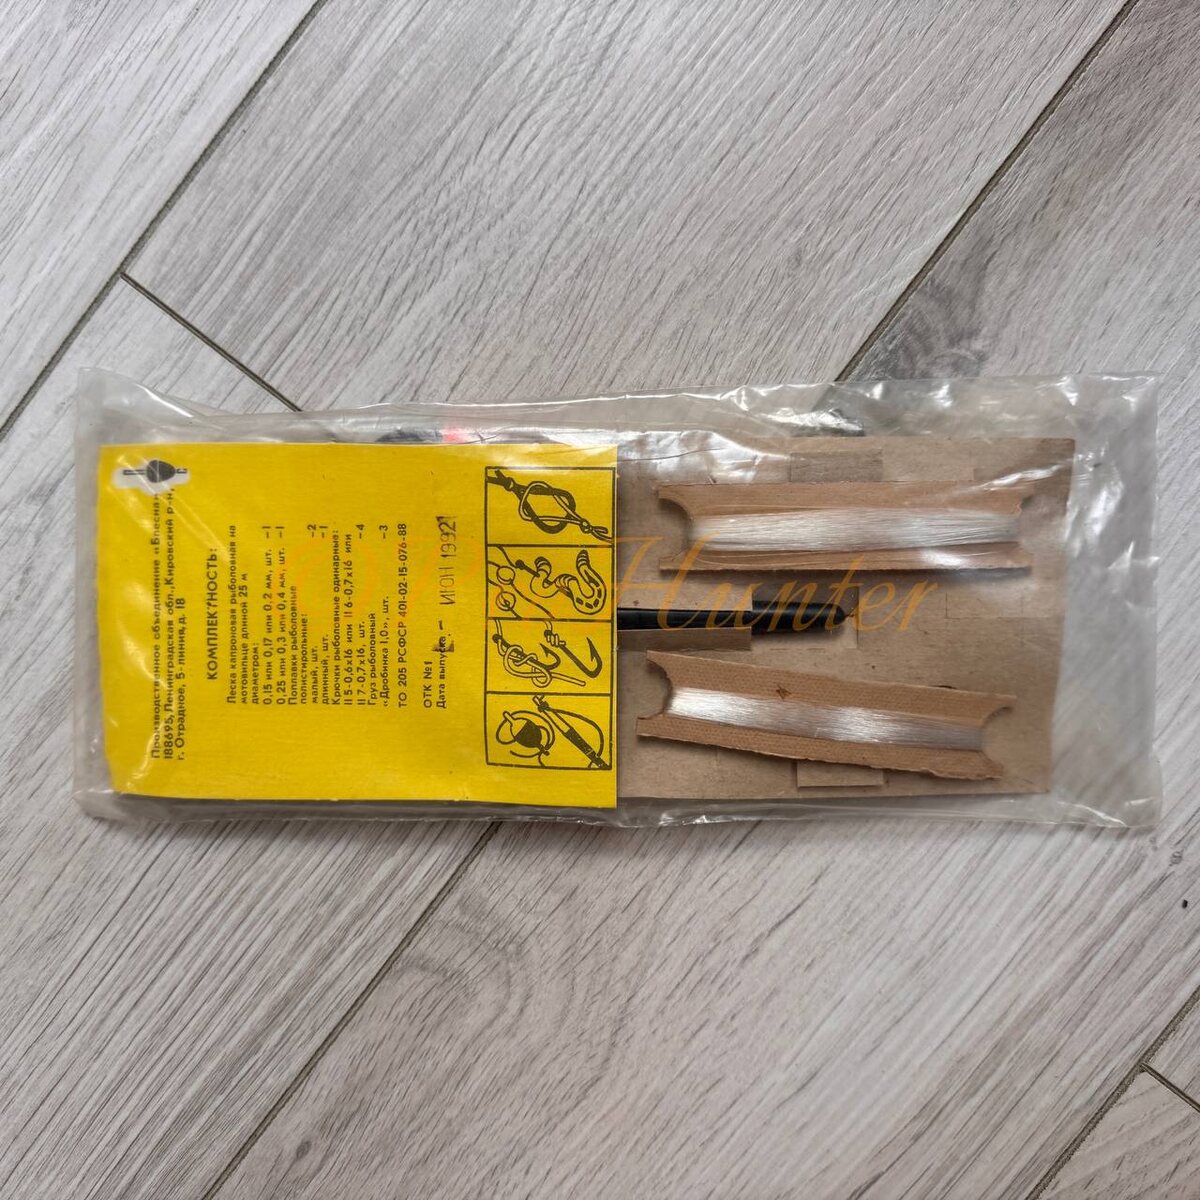 Производственное объединение «Блесна»
188695, Ленинградская обл., Кировский р-н,
г. Отрадное, 5-линия, д. 18
КОМПЛЕКТНОСТЬ:
Леска капроновая рыболовная на
мотовильце длиной 25 м
диаметром:
0,15 или 0,17 или 0,2 мм, шт. –1
0,25 или 0,3 или 0,4 мм, шт. –1
Поплавки рыболовные
полистирольные:
малый, шт. –2
длинный, шт. –1
Крючки рыболовные одинарные:
II 5-0,6х16 или II 6-0,7х16 или
II 7-0,7х16, шт. –4
Груз рыболовный
«Дробинка 1,0», шт. –3
ТО 205 РСФСР 401-02-15-076-88
ОТК №1
Дата выпуска ИЮН 1992
Hunter